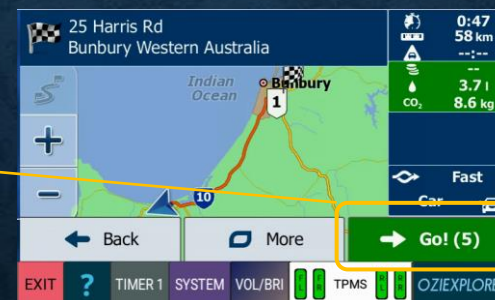 25 Harris Rd
Bunbury Western Australia
0:47
58 km
--:--
--
3.7 l
CO2 8.6 kg
Indian
Ocean
Bunbury
1
10
+
−
Fast
Car
Back
More
Go! (5)
EXIT
?
TIMER 1
SYSTEM
VOL/BRI
F L
F R
TPMS
R L
R R
OZIEXPLORE